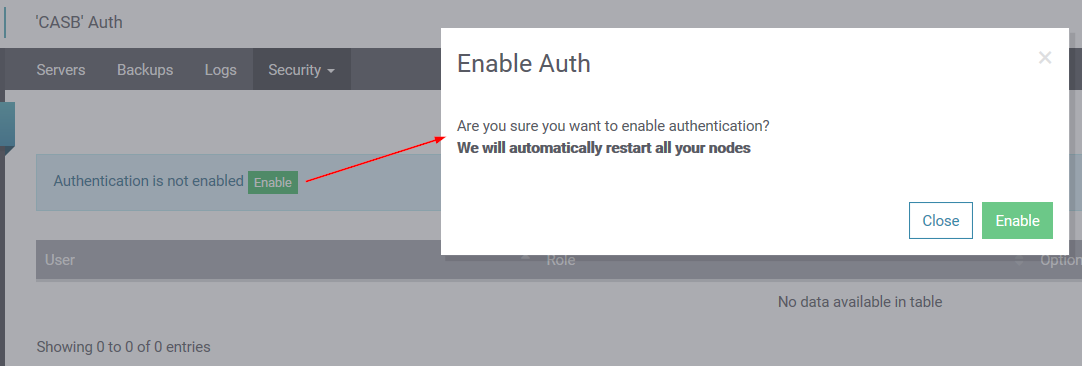 'CASB' Auth
Servers Backups Logs Security
Enable Auth
×
Are you sure you want to enable authentication?
We will automatically restart all your nodes
Close Enable
Authentication is not enabled Enable
User Role Option
No data available in table
Showing 0 to 0 of 0 entries